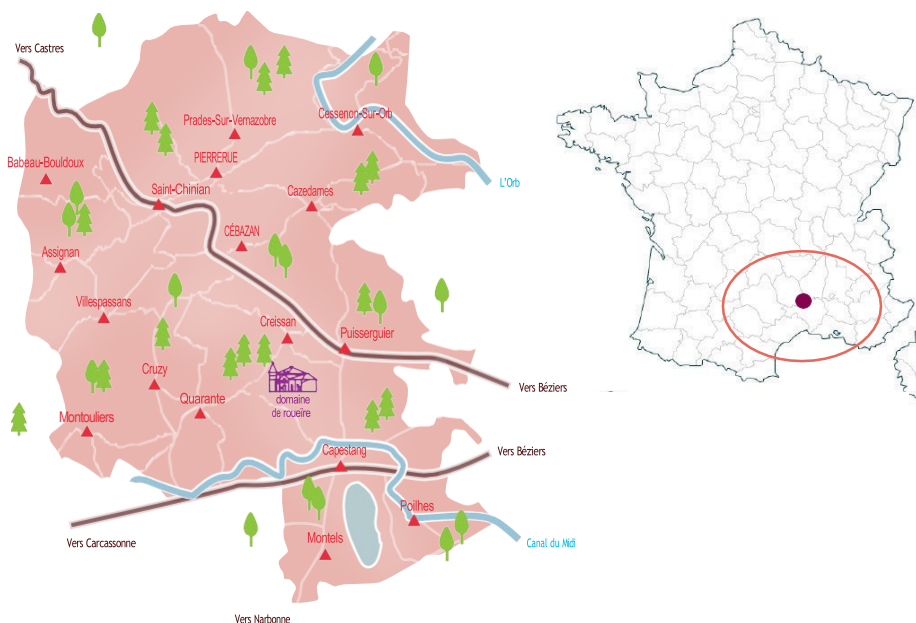 Vers Castres
Prades-Sur-Vernazobre
Cessenon-Sur-Orb
PIERRERUE
Babeau-Bouldoux
L'Orb
Saint-Chinian
Cazedames
CÉBAZAN
Assignan
Villespassans
Creissan
Puisserguier
Cruzy
Vers Béziers
domaine
de roueïre
Quarante
Montouliers
Capestang
Vers Béziers
Poilhes
Montels
Vers Carcassonne
Canal du Midi
Vers Narbonne